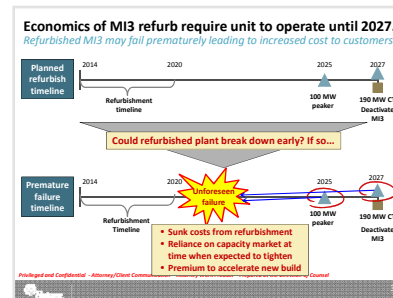 Economics of MI3 refurb require unit to operate until 2027.
Refurbished MI3 may fail prematurely leading to increased cost to customers
Planned
refurbish
timeline
2014
2020
2025
2027
Refurbishment
timeline
100 MW
peaker
190 MW CT
Deactivate
MI3
Could refurbished plant break down early? If so...
Premature
failure
timeline
2014
2020
Unforeseen
failure
2025
2027
Refurbishment
Timeline
100 MW
peaker
190 MW CT
Deactivate
MI3
• Sunk costs from refurbishment
• Reliance on capacity market at
time when expected to tighten
• Premium to accelerate new build
Privileged and Confidential - Attorney/Client